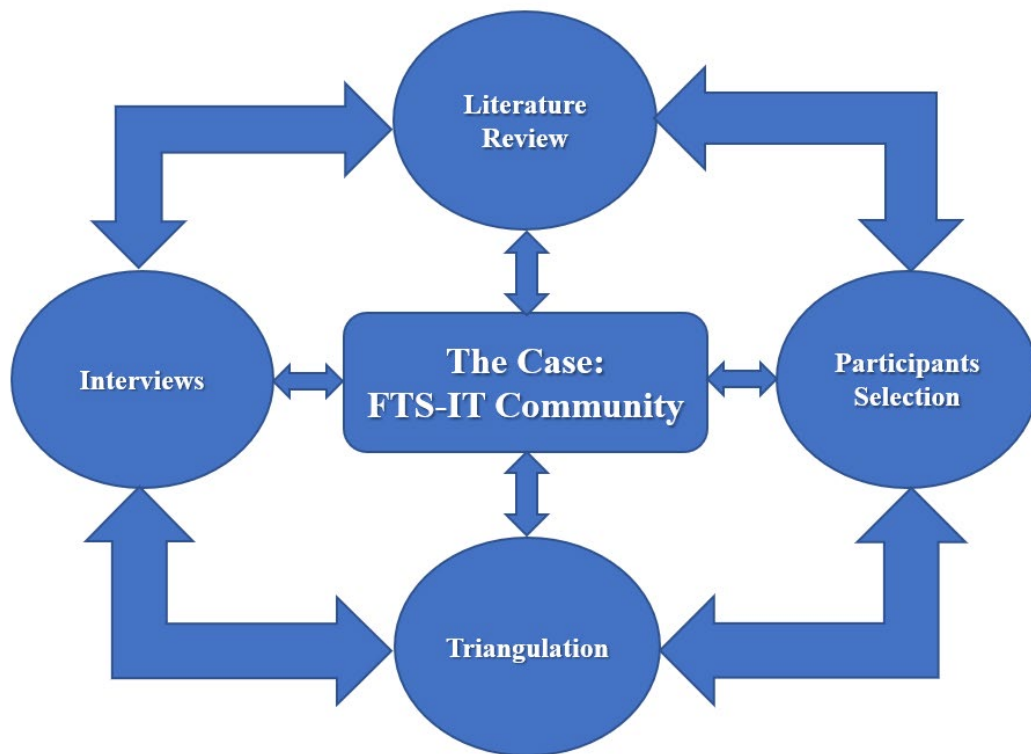 Literature
Review
Interviews
The Case:
FTS-IT Community
Participants
Selection
Triangulation